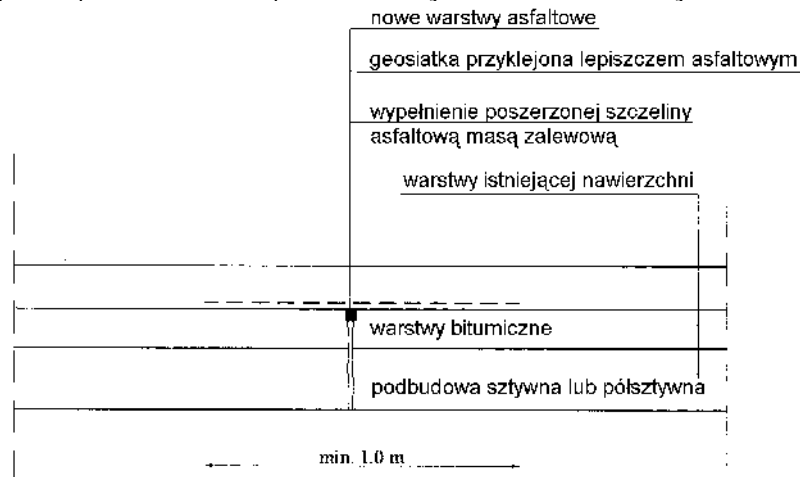 nowe warstwy asfaltowe
geosiatka przyklejona lepiszczem asfaltowym
wypełnienie poszerzonej szczeliny
asfaltową masą zalewową
warstwy istniejącej nawierzchni
warstwy bitumiczne
podbudowa sztywna lub półsztywna
min. 1.0 m